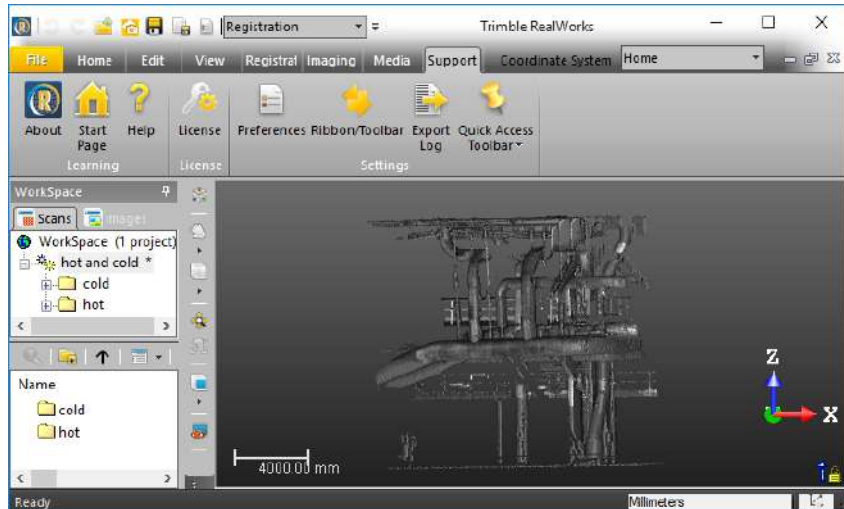 Registration
Trimble RealWorks
File Home Edit View Registrat Imaging Media Support Coordinate System Home
About Start Page Help License Preferences Ribbon/Toolbar Export Log Quick Access Toolbar
Learning License Settings
WorkSpace
Scans Images
WorkSpace (1 project)
hot and cold *
cold
hot
Name
cold
hot
4000.00 mm
Z
X
Ready
Millimeters